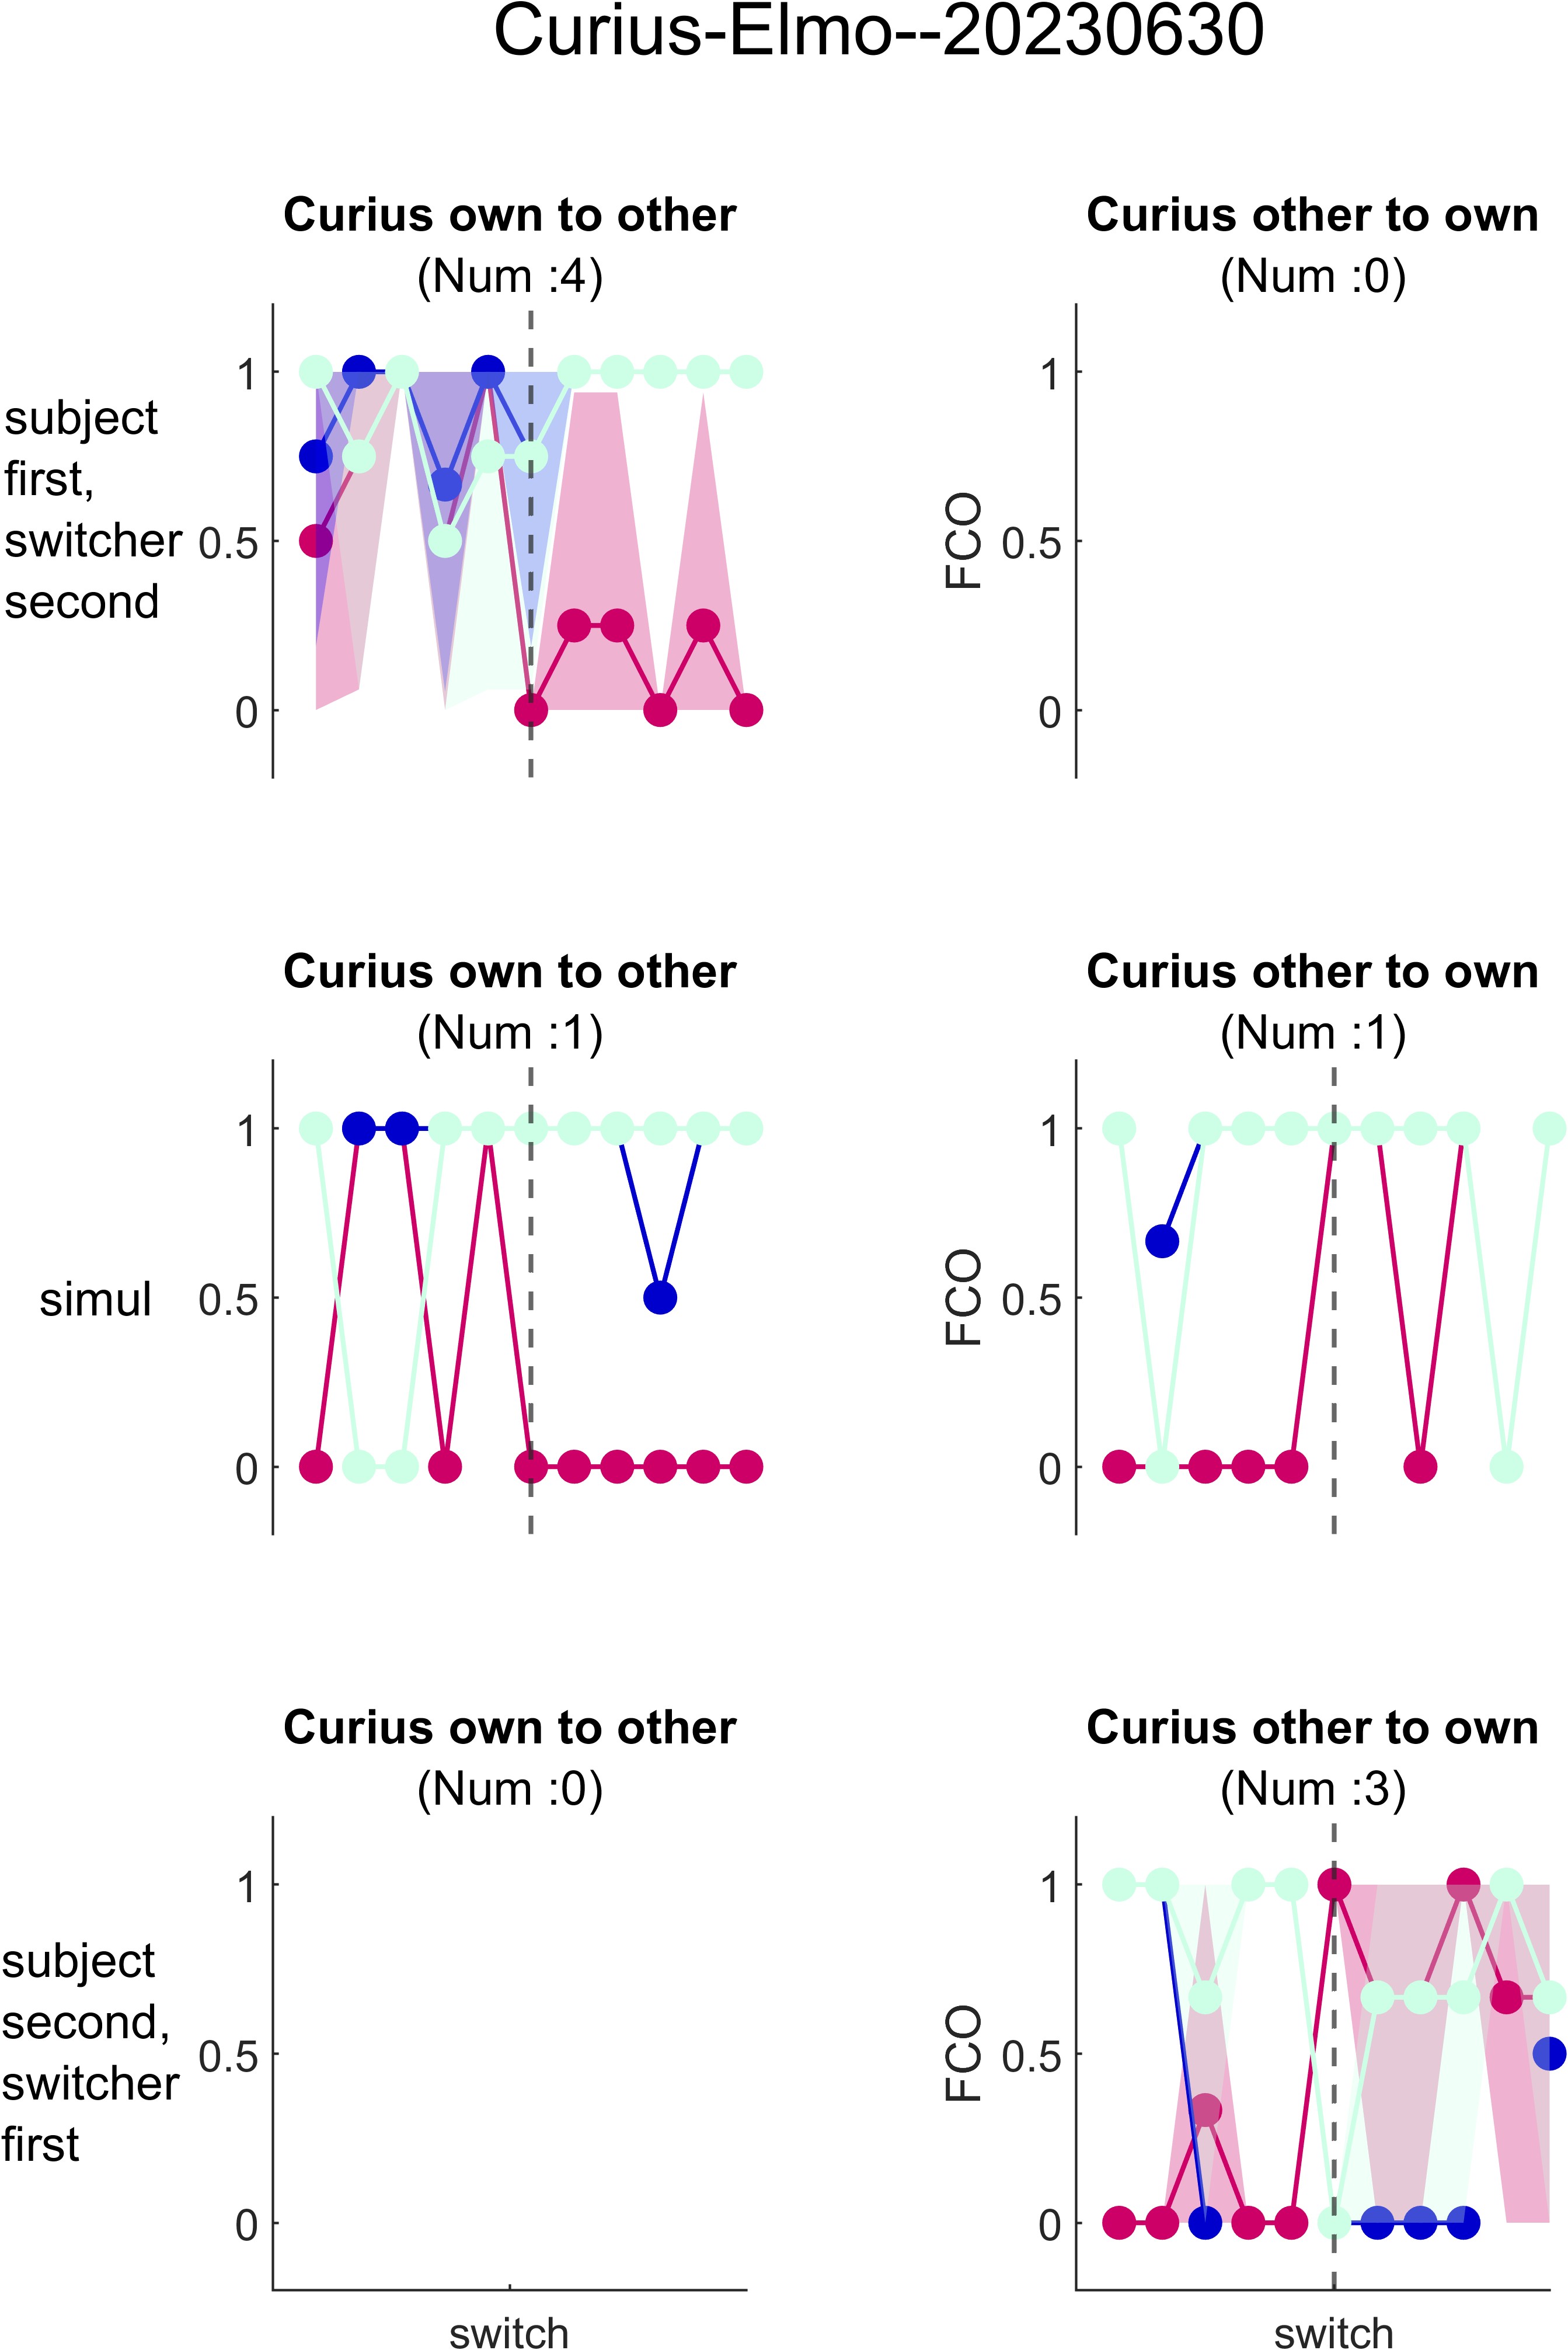 Curius-Elmo--20230630
Curius own to other
(Num :4)
Curius other to own
(Num :0)
subject
first,
switcher
second
1
0.5
0
FCO
1
0.5
0
Curius own to other
(Num :1)
Curius other to own
(Num :1)
simul
1
0.5
0
FCO
1
0.5
0
Curius own to other
(Num :0)
Curius other to own
(Num :3)
subject
second,
switcher
first
1
0.5
0
switch
FCO
1
0.5
0
switch